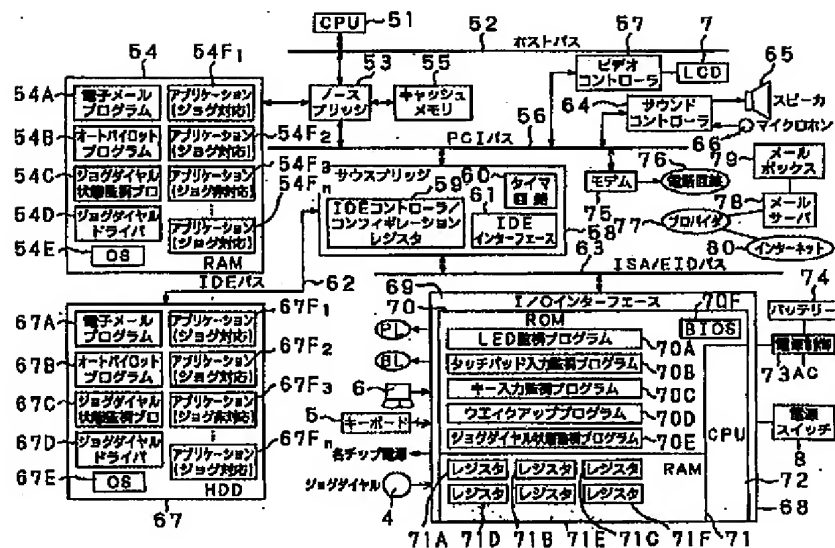 CPU
51
52
ホストバス
54
54F1
53
55
57
7
65
ノースブリッジ
キャッシュメモリ
ビデオコントローラ
LCD
64
サウンドコントローラ
スピーカ
66
マイクロホン
56
PCIバス
54A
電子メールプログラム
アプリケーション(ジョグ対応)
54B
オートパイロットプログラム
アプリケーション(ジョグ対応)
54F2
54C
ジョグダイヤル状態監視プロ
アプリケーション(ジョグ非対応)
54F3
54D
ジョグダイヤルドライバ
アプリケーション(ジョグ対応)
54Fn
54E
OS
RAM
サウスブリッジ
60
タイマ回路
59
IDEコントローラ/コンフィギレーションレジスタ
61
IDEインターフェース
58
モデム
75
76
電話回線
79
メールボックス
78
メールサーバ
77
プロバイダ
80
インターネット
62
IDEバス
63
ISA/EIDバス
67A
電子メールプログラム
アプリケーション(ジョグ対応)
67F1
67B
オートパイロットプログラム
アプリケーション(ジョグ対応)
67F2
67C
ジョグダイヤル状態監視プロ
アプリケーション(ジョグ非対応)
67F3
67D
ジョグダイヤルドライバ
アプリケーション(ジョグ対応)
67Fn
67E
OS
HDD
67
69
I/Oインターフェース
70
ROM
70F
BIOS
LED監視プログラム
70A
タッチパッド入力監視プログラム
70B
キー入力監視プログラム
70C
ウエイクアッププログラム
70D
ジョグダイヤル状態監視プログラム
70E
PL
BL
6
5
キーボード
各チップ電源
ジョグダイヤル
4
RAM
レジスタ
レジスタ
レジスタ
レジスタ
レジスタ
レジスタ
71A
71D
71B
71E
71C
71F
71
CPU
72
68
74
バッテリー
電源制御
73
AC
電源スイッチ
8